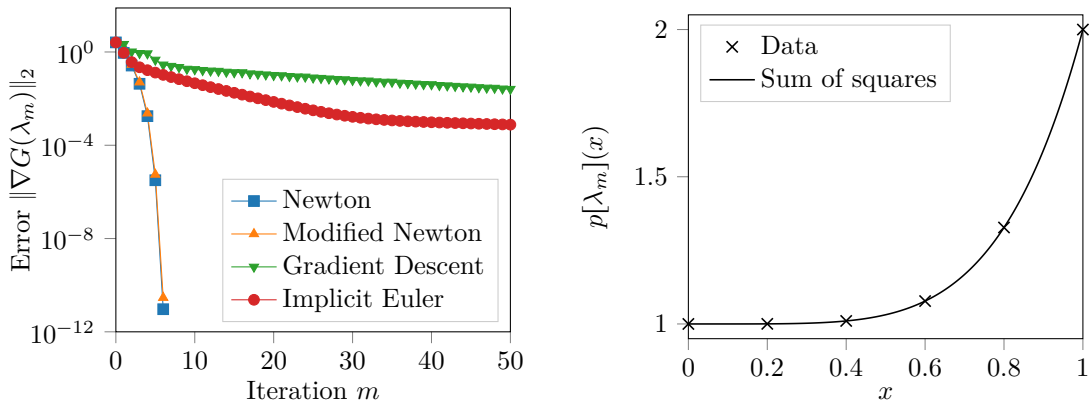 10^0
10^{-4}
10^{-8}
10^{-12}
Error ‖∇G(λ_m)‖_2
Newton
Modified Newton
Gradient Descent
Implicit Euler
0 10 20 30 40 50
Iteration m
2
1.5
1
p[λ_m](x)
Data
Sum of squares
0 0.2 0.4 0.6 0.8 1
x